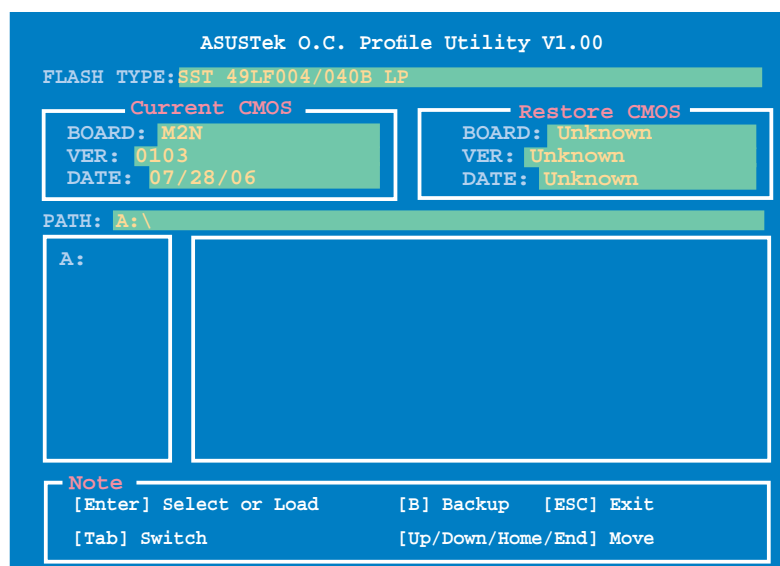 ASUSTek O.C. Profile Utility V1.00
FLASH TYPE: SST 49LF004/040B LP
Current CMOS
BOARD: M2N
VER: 0103
DATE: 07/28/06
Restore CMOS
BOARD: Unknown
VER: Unknown
DATE: Unknown
PATH: A:\
A:
Note
[Enter] Select or Load [B] Backup [ESC] Exit
[Tab] Switch [Up/Down/Home/End] Move